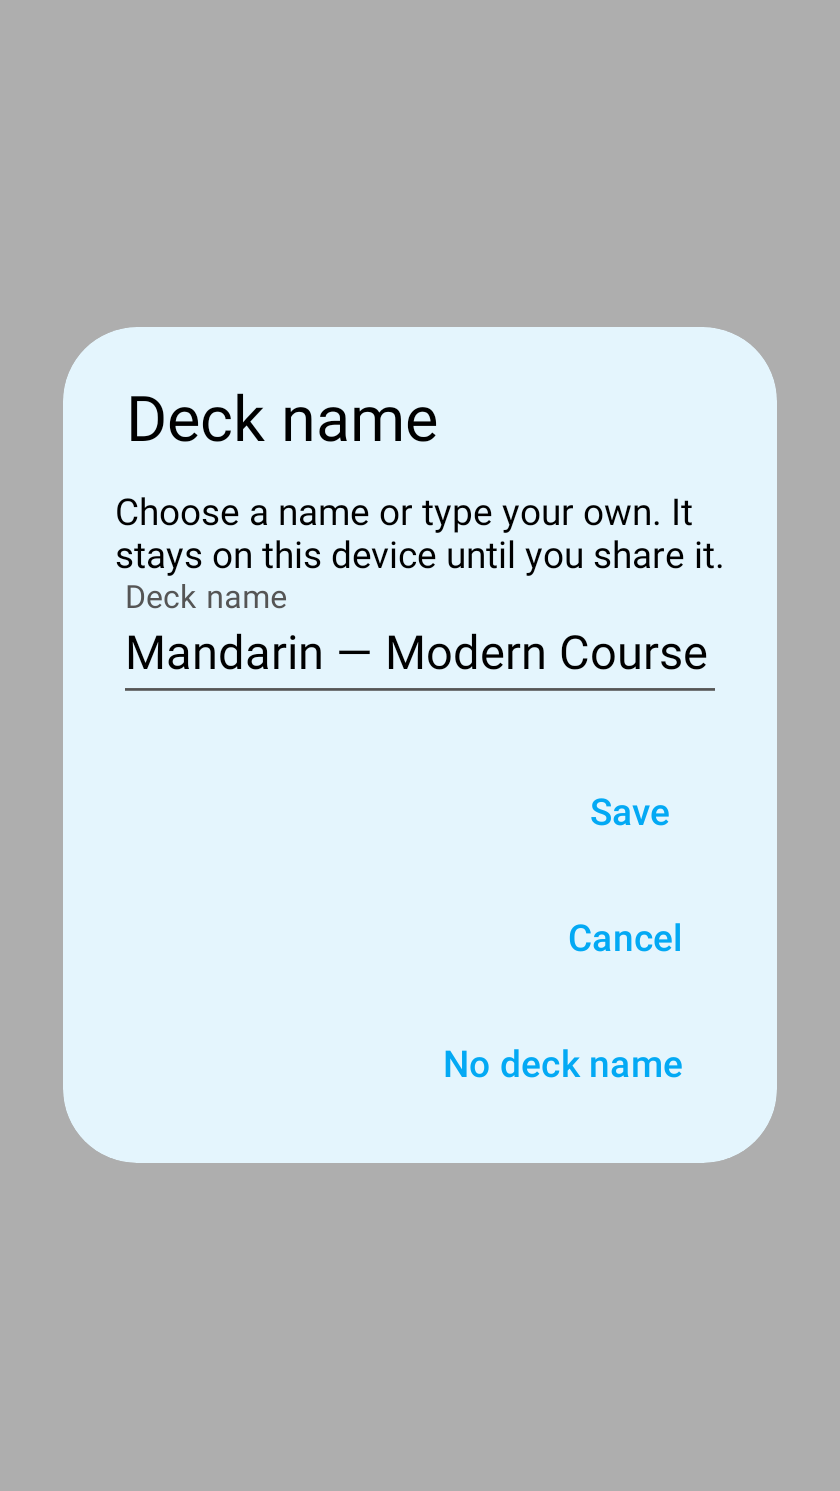 Deck name
Choose a name or type your own. It
stays on this device until you share it.
Deck name
Mandarin — Modern Course
Save
Cancel
No deck name